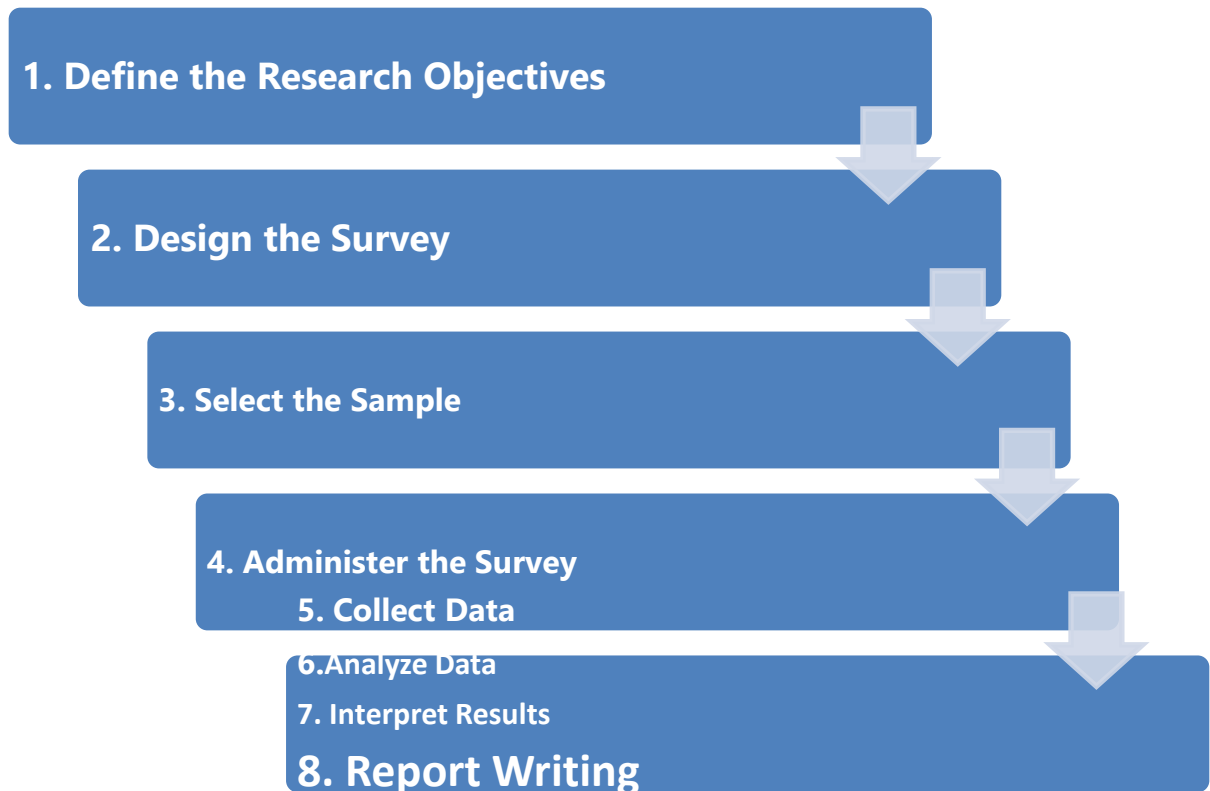 1. Define the Research Objectives
2. Design the Survey
3. Select the Sample
4. Administer the Survey
5. Collect Data
6.Analyze Data
7. Interpret Results
8. Report Writing